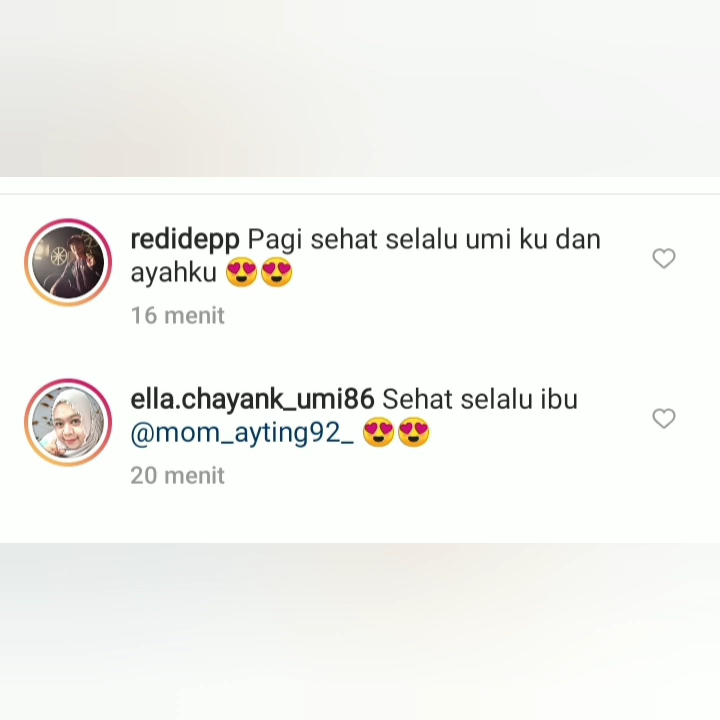 redidepp Pagi sehat selalu umi ku dan
ayahku 😍😍
16 menit
ella.chayank_umi86 Sehat selalu ibu
@mom_ayting92_ 😍😍
20 menit